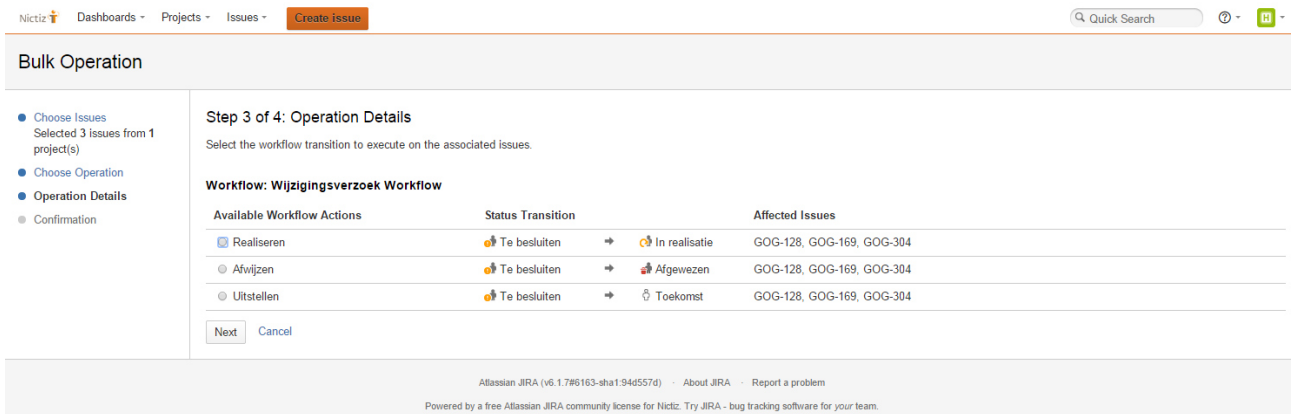 Nictiz Dashboards Projects Issues Create issue Quick Search
Bulk Operation
Choose Issues
Selected 3 issues from 1
project(s)
Choose Operation
Operation Details
Confirmation
Step 3 of 4: Operation Details
Select the workflow transition to execute on the associated issues.
Workflow: Wijzigingsverzoek Workflow
Available Workflow Actions Status Transition Affected Issues
Realiseren Te besluiten In realisatie GOG-128, GOG-169, GOG-304
Afwijzen Te besluiten Afgewezen GOG-128, GOG-169, GOG-304
Uitstellen Te besluiten Toekomst GOG-128, GOG-169, GOG-304
Next Cancel
Atlassian JIRA (v6.1.7#6163-sha1:94d557d) · About JIRA · Report a problem
Powered by a free Atlassian JIRA community license for Nictiz. Try JIRA - bug tracking software for your team.